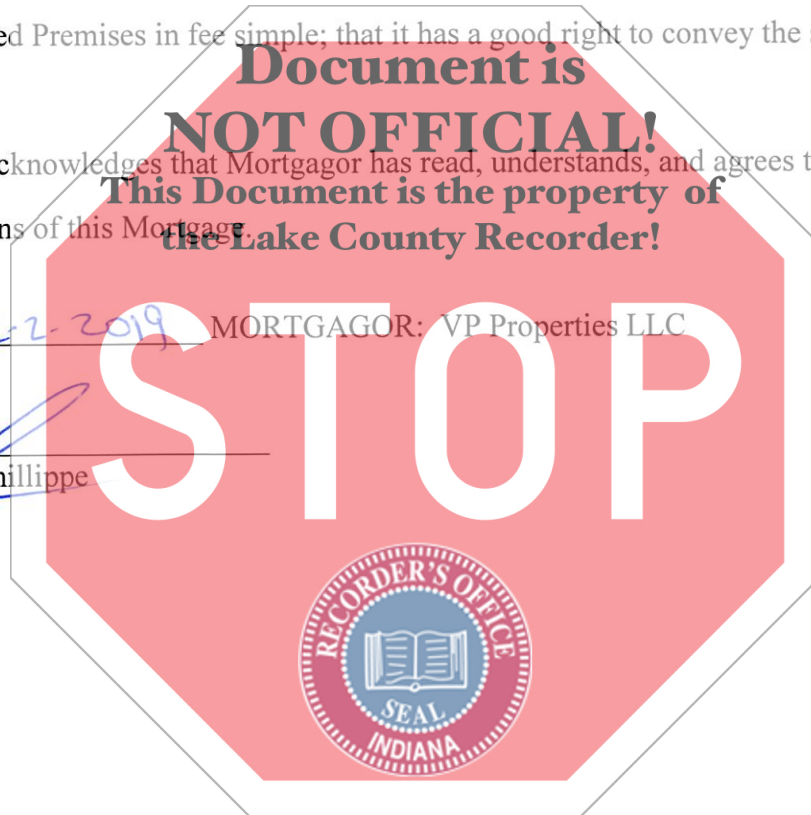 ed Premises in fee simple; that it has a good right to convey the
Document is
NOT OFFICIAL!
cknowledges that Mortgagor has read, understands, and agrees t
This Document is the property of
ns of this Mortgage.
the Lake County Recorder!
-2-2019 MORTGAGOR: VP Properties LLC
STOP
hillippe
RECORDER'S OFFICE
SEAL
INDIANA